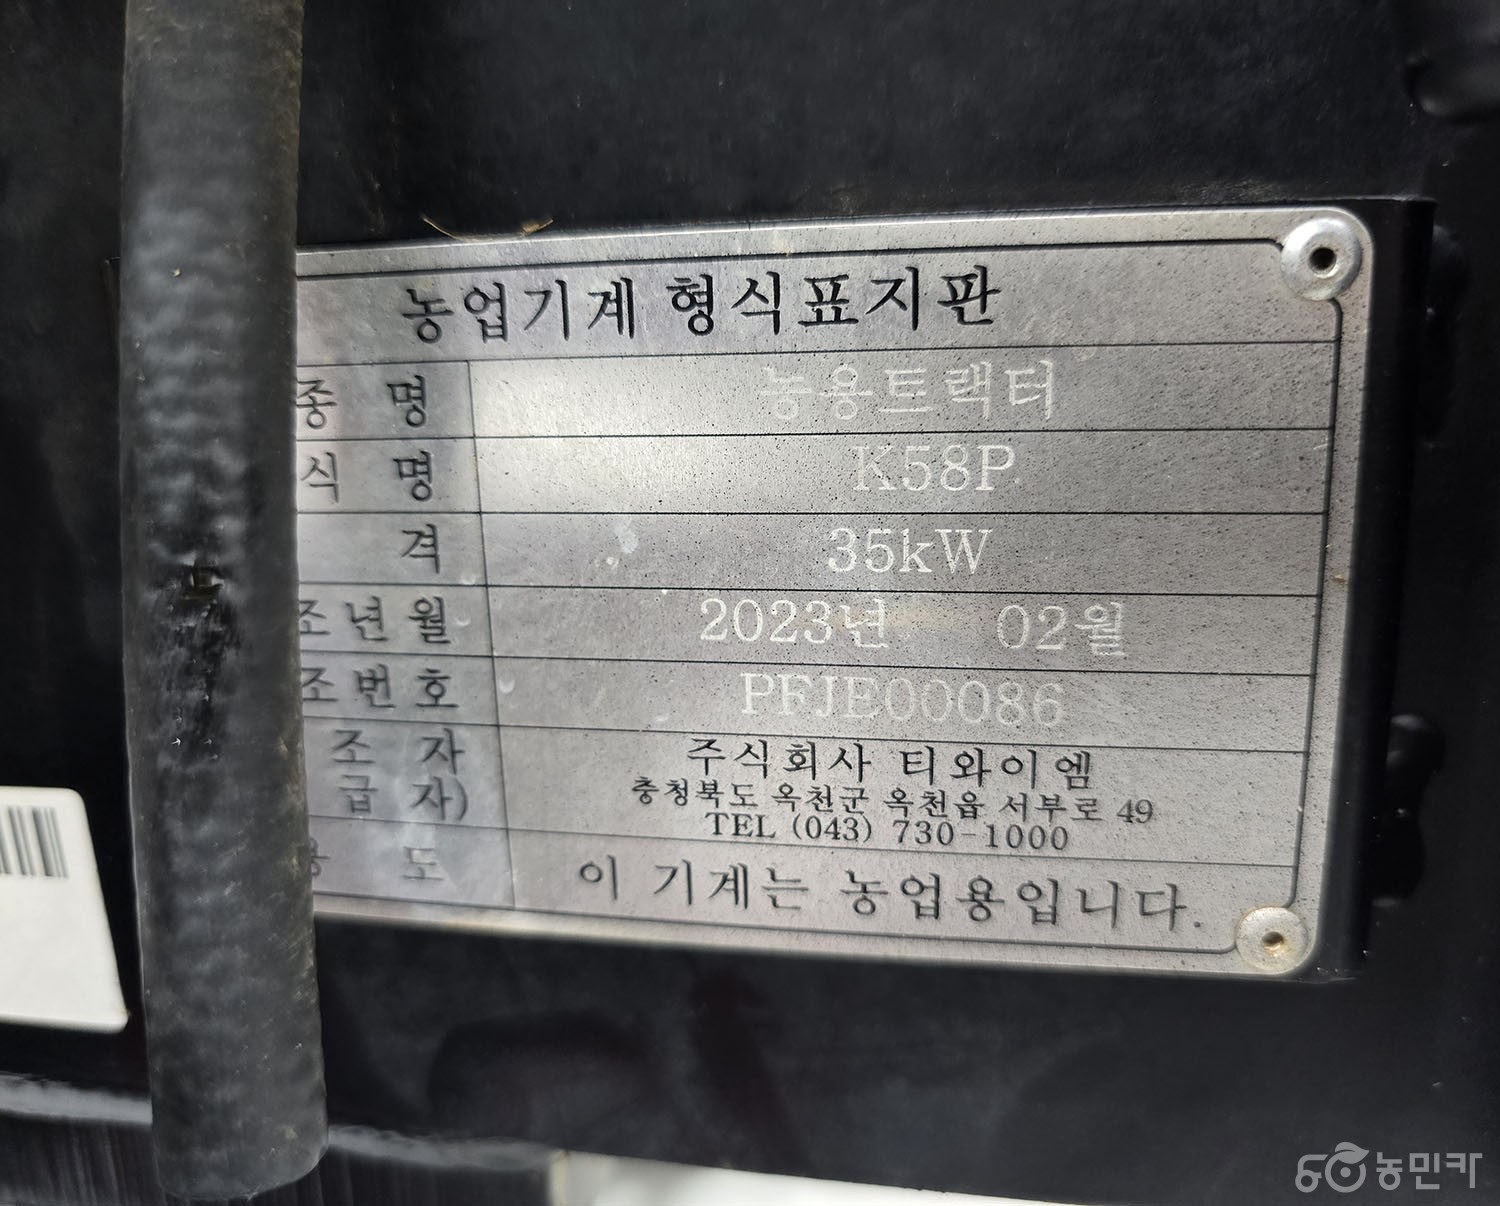 농업기계 형식표지판
종 명 농용트랙터
식 명 K58P
격 35kW
조년월 2023년 02월
조번호 PFJE00086
조 자 주식회사 티와이엠
급 자) 충청북도 옥천군 옥천읍 서부로 49
TEL (043) 730-1000
용 도 이 기계는 농업용입니다.
농민카